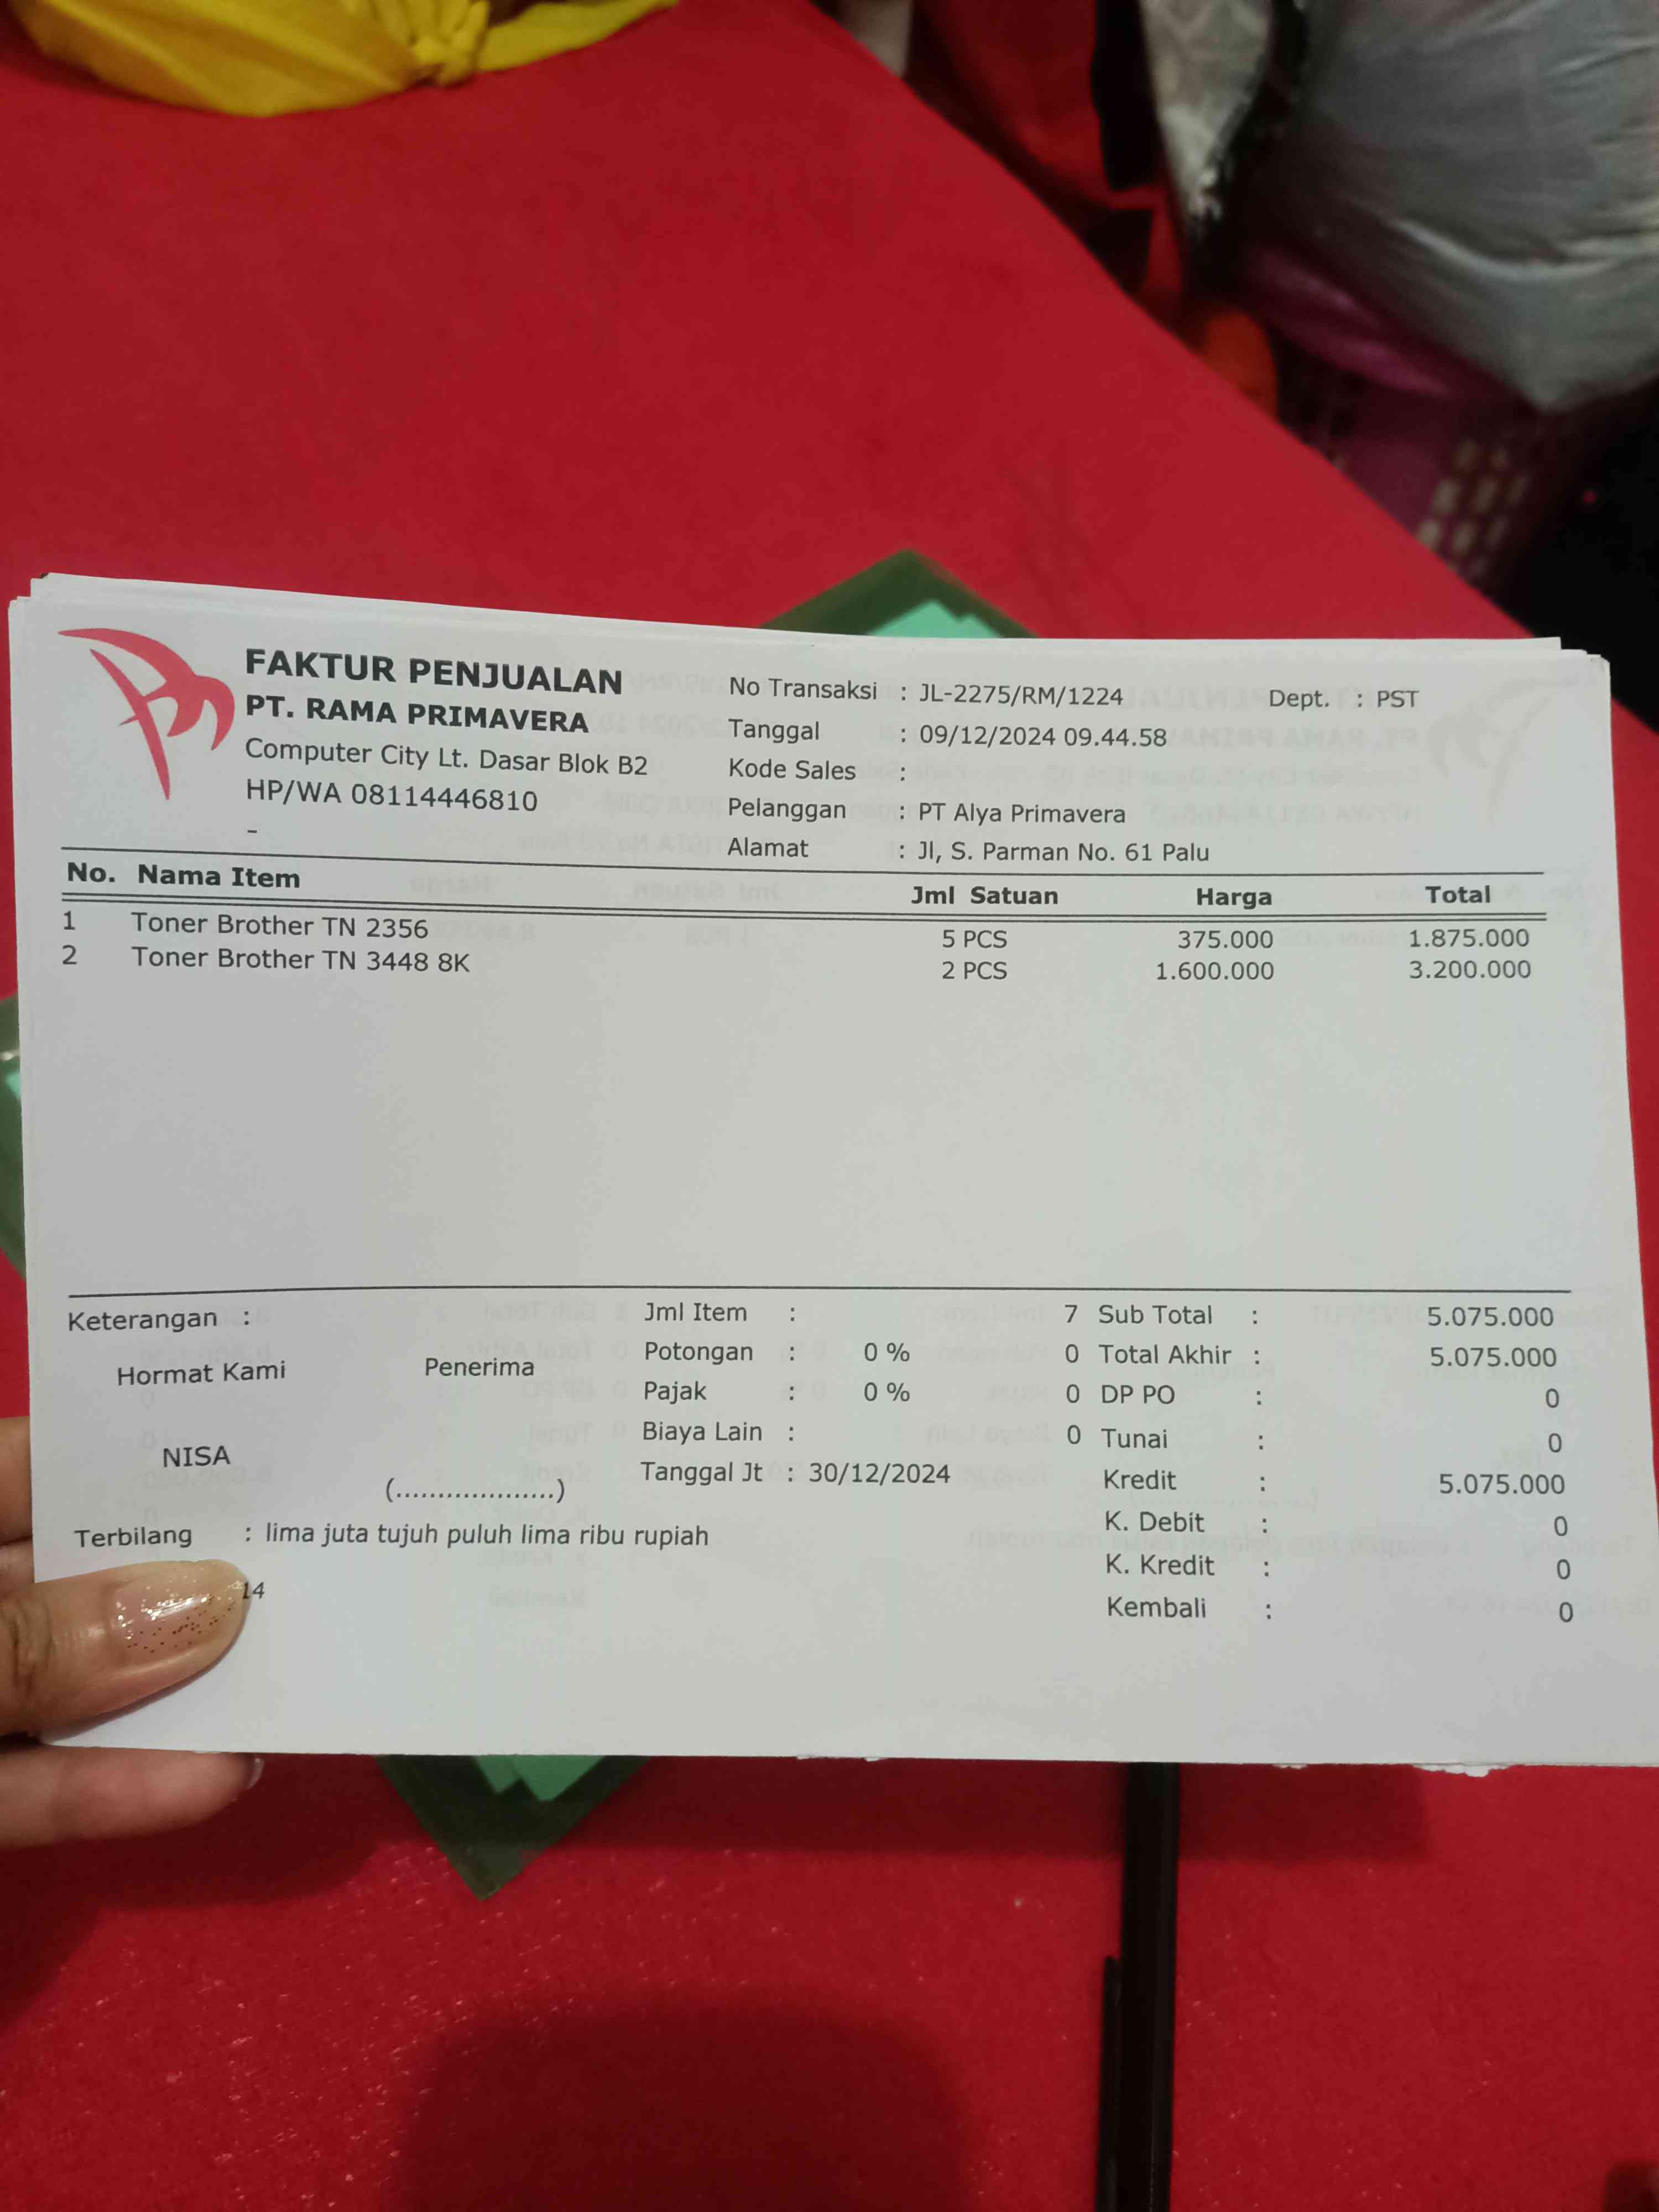 FAKTUR PENJUALAN
PT. RAMA PRIMAVERA
Computer City Lt. Dasar Blok B2
HP/WA 08114446810
-
No Transaksi : JL-2275/RM/1224 Dept. : PST
Tanggal : 09/12/2024 09.44.58
Kode Sales :
Pelanggan : PT Alya Primavera
Alamat : Jl, S. Parman No. 61 Palu
No. Nama Item Jml Satuan Harga Total
1 Toner Brother TN 2356 5 PCS 375.000 1.875.000
2 Toner Brother TN 3448 8K 2 PCS 1.600.000 3.200.000
Keterangan :
Hormat Kami Penerima
NISA
(...................)
Jml Item : 7
Potongan : 0 % 0
Pajak : 0 % 0
Biaya Lain : 0
Tanggal Jt : 30/12/2024
Sub Total : 5.075.000
Total Akhir : 5.075.000
DP PO : 0
Tunai : 0
Kredit : 5.075.000
K. Debit : 0
K. Kredit : 0
Kembali : 0
Terbilang : lima juta tujuh puluh lima ribu rupiah
14